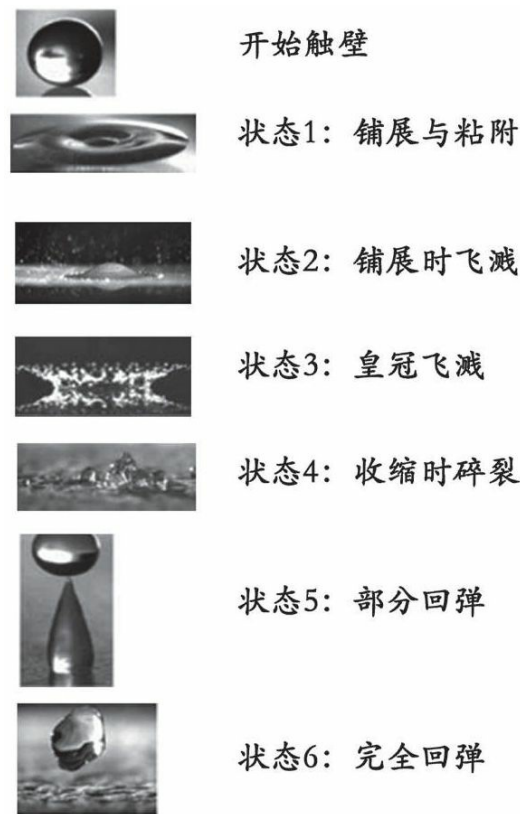 开始触壁
状态1：铺展与粘附
状态2：铺展时飞溅
状态3：皇冠飞溅
状态4：收缩时碎裂
状态5：部分回弹
状态6：完全回弹